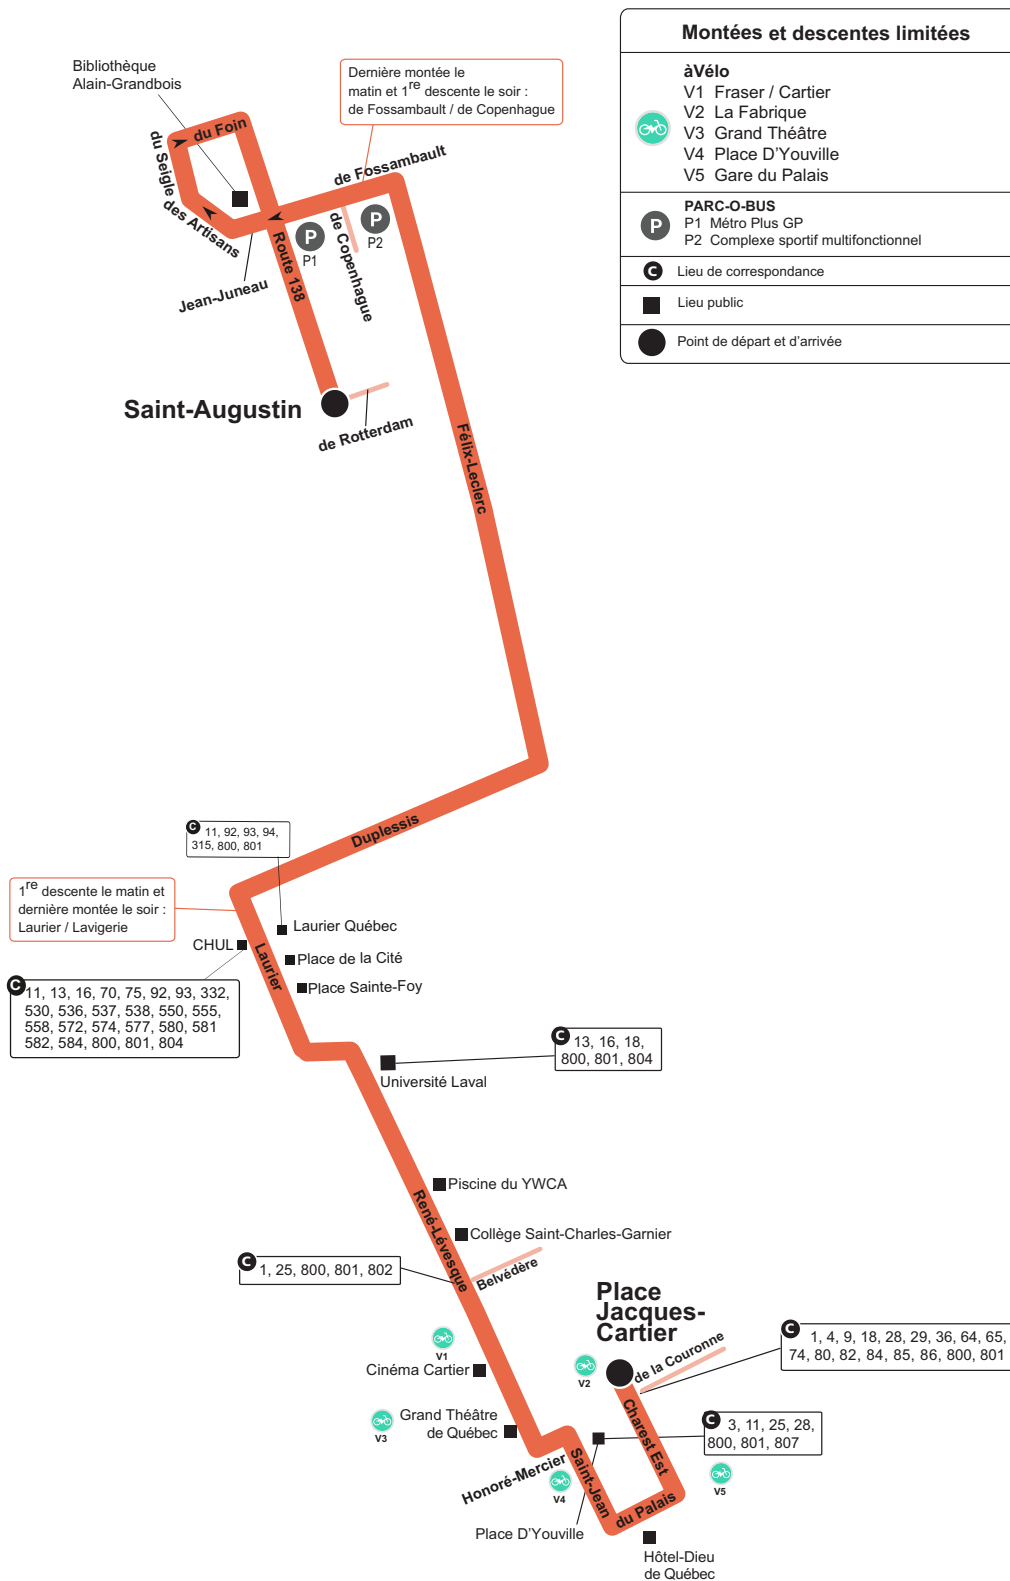 Montées et descentes limitées
àVélo
V1 Fraser / Cartier
V2 La Fabrique
V3 Grand Théâtre
V4 Place D'Youville
V5 Gare du Palais
P
PARC-O-BUS
P1 Métro Plus GP
P2 Complexe sportif multifonctionnel
C Lieu de correspondance
Lieu public
Point de départ et d'arrivée
Bibliothèque
Alain-Grandbois
Dernière montée le
matin et 1re descente le soir :
de Fossambault / de Copenhague
du Foin
du Seigle
des Artisans
de Fossambault
P
P1
P
P2
de Copenhague
Route 138
Jean-Juneau
Saint-Augustin
de Rotterdam
Félix-Leclerc
Duplessis
C 11, 92, 93, 94,
315, 800, 801
1re descente le matin et
dernière montée le soir :
Laurier / Lavigerie
Laurier Québec
CHUL
Laurier
Place de la Cité
Place Sainte-Foy
C 11, 13, 16, 70, 75, 92, 93, 332,
530, 536, 537, 538, 550, 555,
558, 572, 574, 577, 580, 581
582, 584, 800, 801, 804
C 13, 16, 18,
800, 801, 804
Université Laval
Piscine du YWCA
René-Lévesque
Collège Saint-Charles-Garnier
C 1, 25, 800, 801, 802
Belvédère
Place
Jacques-
Cartier
C 1, 4, 9, 18, 28, 29, 36, 64, 65,
74, 80, 82, 84, 85, 86, 800, 801
de la Couronne
V1
Cinéma Cartier
V2
Charest Est
V3
Grand Théâtre
de Québec
C 3, 11, 25, 28,
800, 801, 807
Honoré-Mercier
V4
Saint-Jean
V5
du Palais
Place D'Youville
Hôtel-Dieu
de Québec